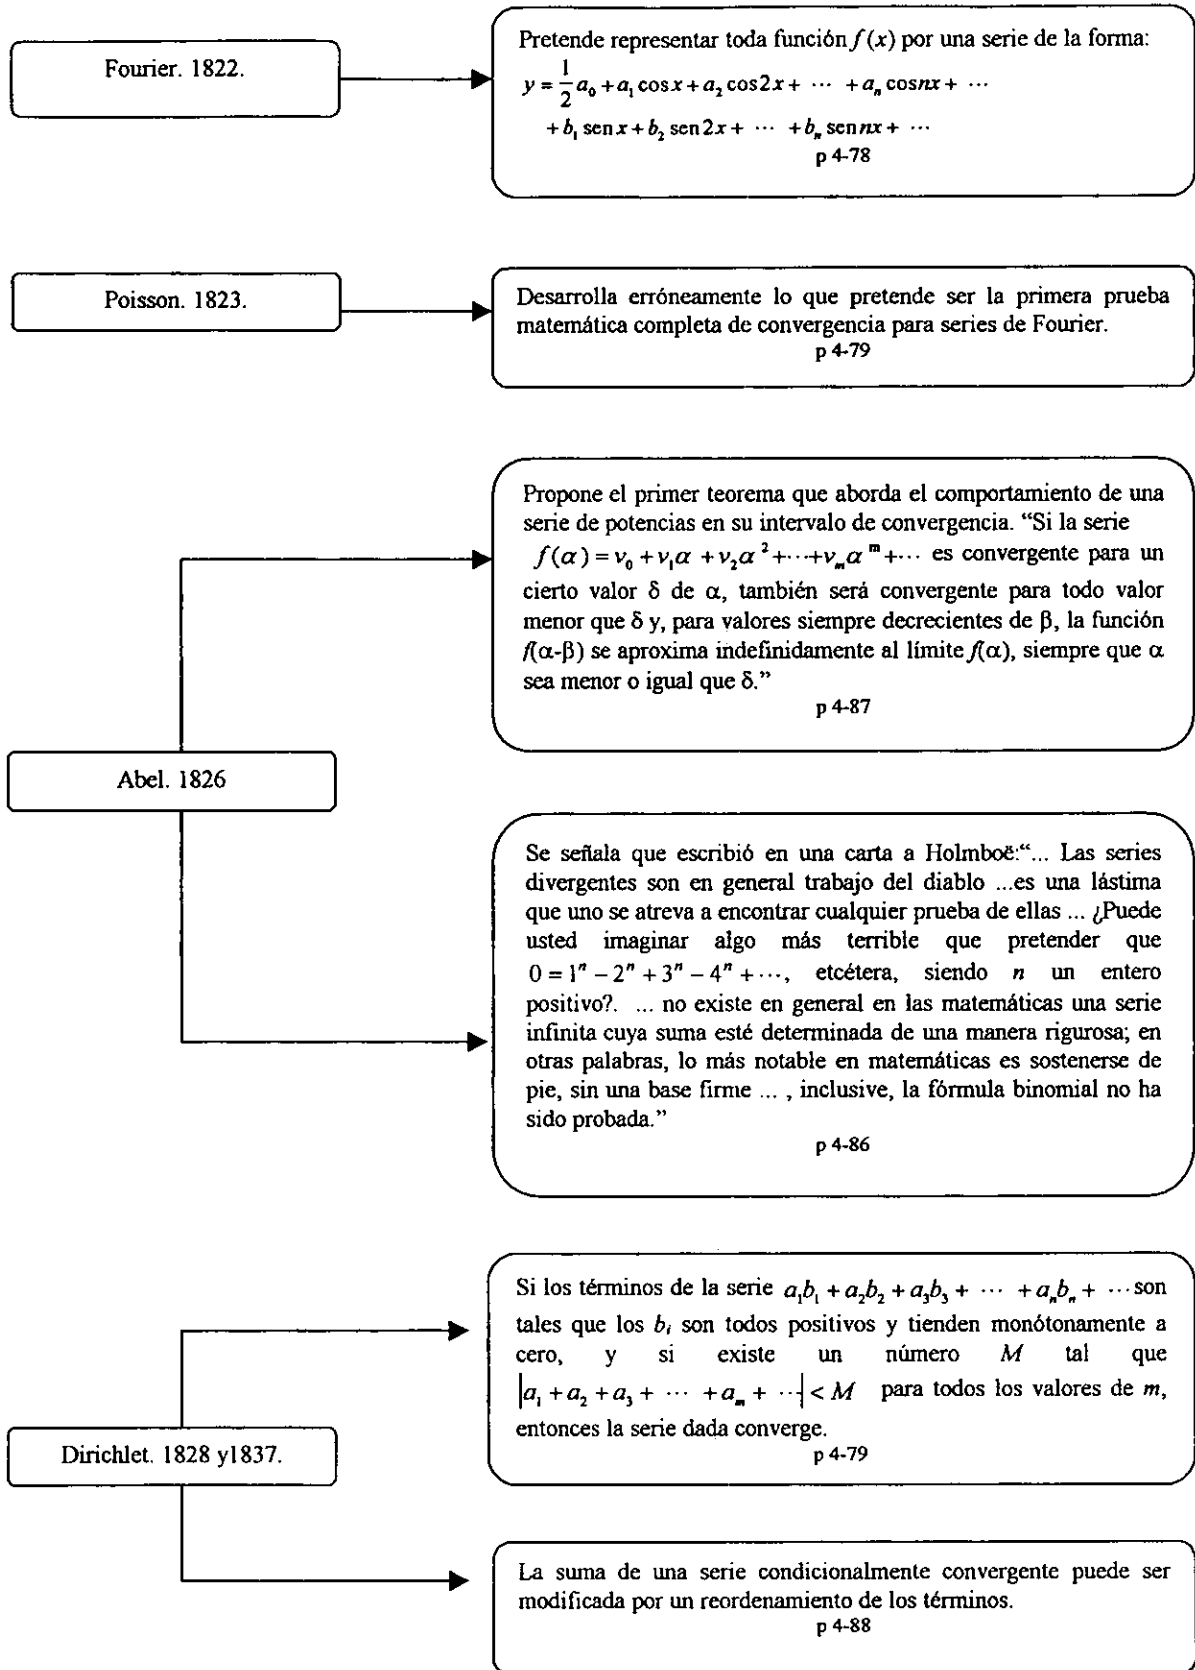 Fourier. 1822.
Pretende representar toda función f(x) por una serie de la forma:
y = 1/2 a₀ + a₁ cos x + a₂ cos 2x + ⋯ + aₙ cos nx + ⋯
+ b₁ sen x + b₂ sen 2x + ⋯ + bₙ sen nx + ⋯
p 4-78
Poisson. 1823.
Desarrolla erróneamente lo que pretende ser la primera prueba
matemática completa de convergencia para series de Fourier.
p 4-79
Abel. 1826
Propone el primer teorema que aborda el comportamiento de una
serie de potencias en su intervalo de convergencia. “Si la serie
f(α) = v₀ + v₁α + v₂α² + ⋯ + vₘαᵐ + ⋯ es convergente para un
cierto valor δ de α, también será convergente para todo valor
menor que δ y, para valores siempre decrecientes de β, la función
f(α-β) se aproxima indefinidamente al límite f(α), siempre que α
sea menor o igual que δ.”
p 4-87
Se señala que escribió en una carta a Holmboë:“... Las series
divergentes son en general trabajo del diablo ...es una lástima
que uno se atreva a encontrar cualquier prueba de ellas ... ¿Puede
usted imaginar algo más terrible que pretender que
0 = 1ⁿ − 2ⁿ + 3ⁿ − 4ⁿ + ⋯, etcétera, siendo n un entero
positivo?. ... no existe en general en las matemáticas una serie
infinita cuya suma esté determinada de una manera rigurosa; en
otras palabras, lo más notable en matemáticas es sostenerse de
pie, sin una base firme ... , inclusive, la fórmula binomial no ha
sido probada.”
p 4-86
Dirichlet. 1828 y1837.
Si los términos de la serie a₁b₁ + a₂b₂ + a₃b₃ + ⋯ + aₙbₙ + ⋯ son
tales que los bᵢ son todos positivos y tienden monótonamente a
cero, y si existe un número M tal que
|a₁ + a₂ + a₃ + ⋯ + aₘ + ⋯| < M para todos los valores de m,
entonces la serie dada converge.
p 4-79
La suma de una serie condicionalmente convergente puede ser
modificada por un reordenamiento de los términos.
p 4-88